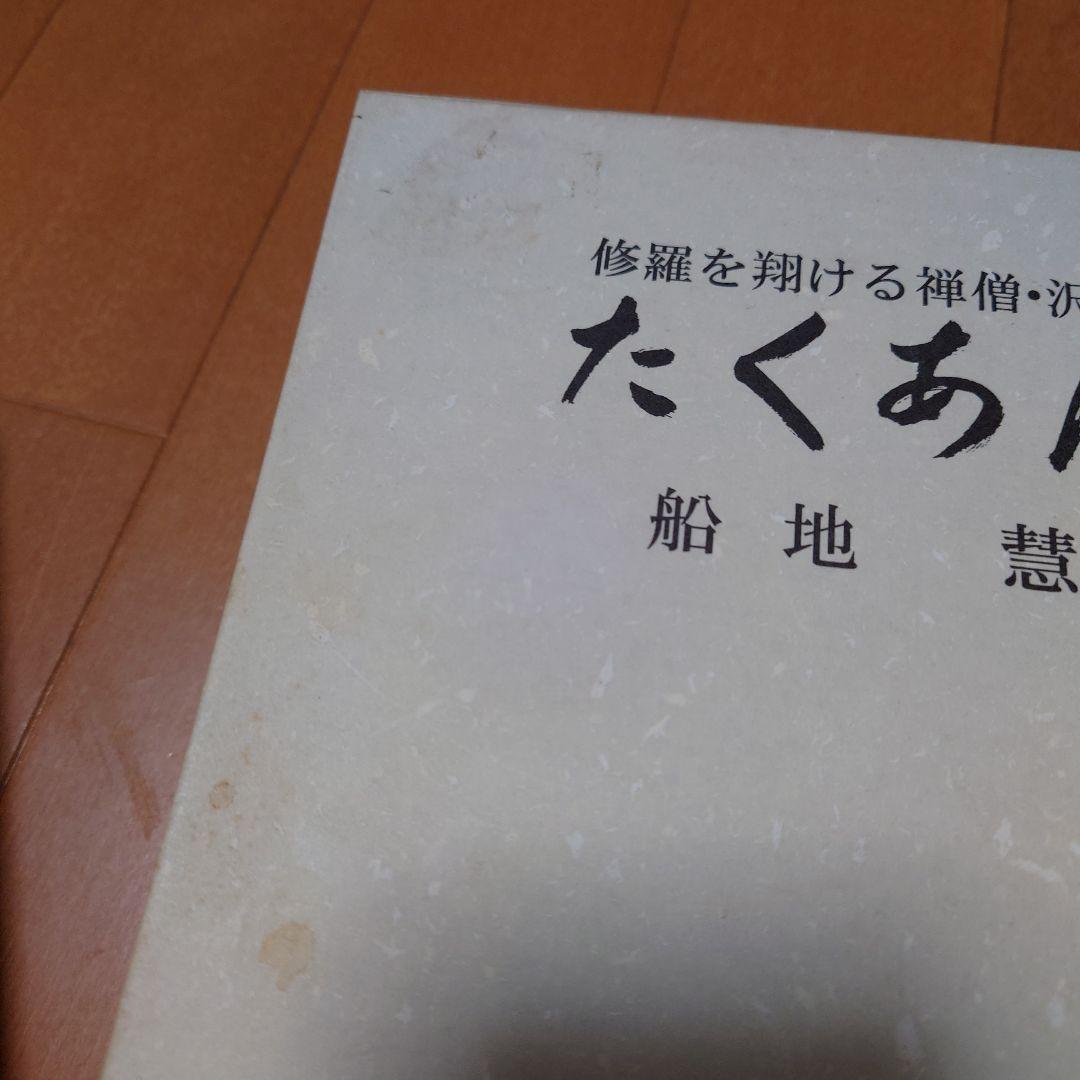 修羅を翔ける禅僧・沢
たくあ
船地 慧